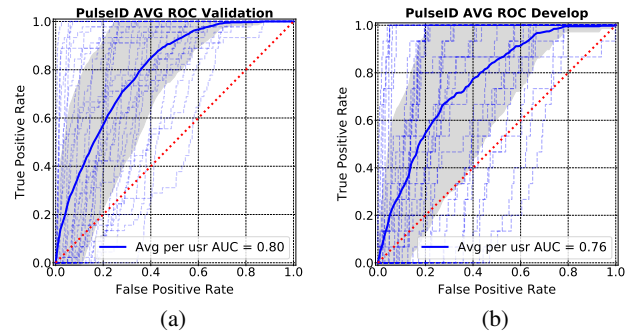 PulseID AVG ROC Validation
True Positive Rate
1.0
0.8
0.6
0.4
0.2
0.0
Avg per usr AUC = 0.80
0.0 0.2 0.4 0.6 0.8 1.0
False Positive Rate
(a)
PulseID AVG ROC Develop
True Positive Rate
1.0
0.8
0.6
0.4
0.2
0.0
Avg per usr AUC = 0.76
0.0 0.2 0.4 0.6 0.8 1.0
False Positive Rate
(b)